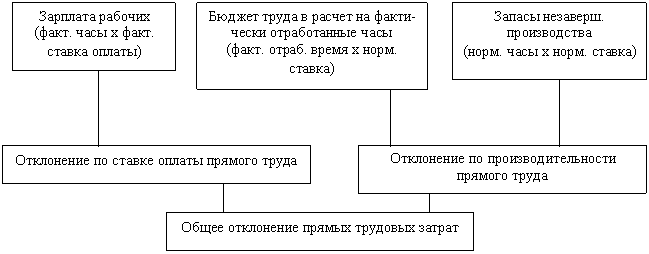 Зарплата рабочих
(факт. часы х факт.
ставка оплаты)
Бюджет труда в расчет на факти-
чески отработанные часы
(факт. отраб. время х норм.
ставка)
Запасы незаверш.
производства
(норм. часы х норм. ставка)
Отклонение по ставке оплаты прямого труда
Отклонение по производительности
прямого труда
Общее отклонение прямых трудовых затрат